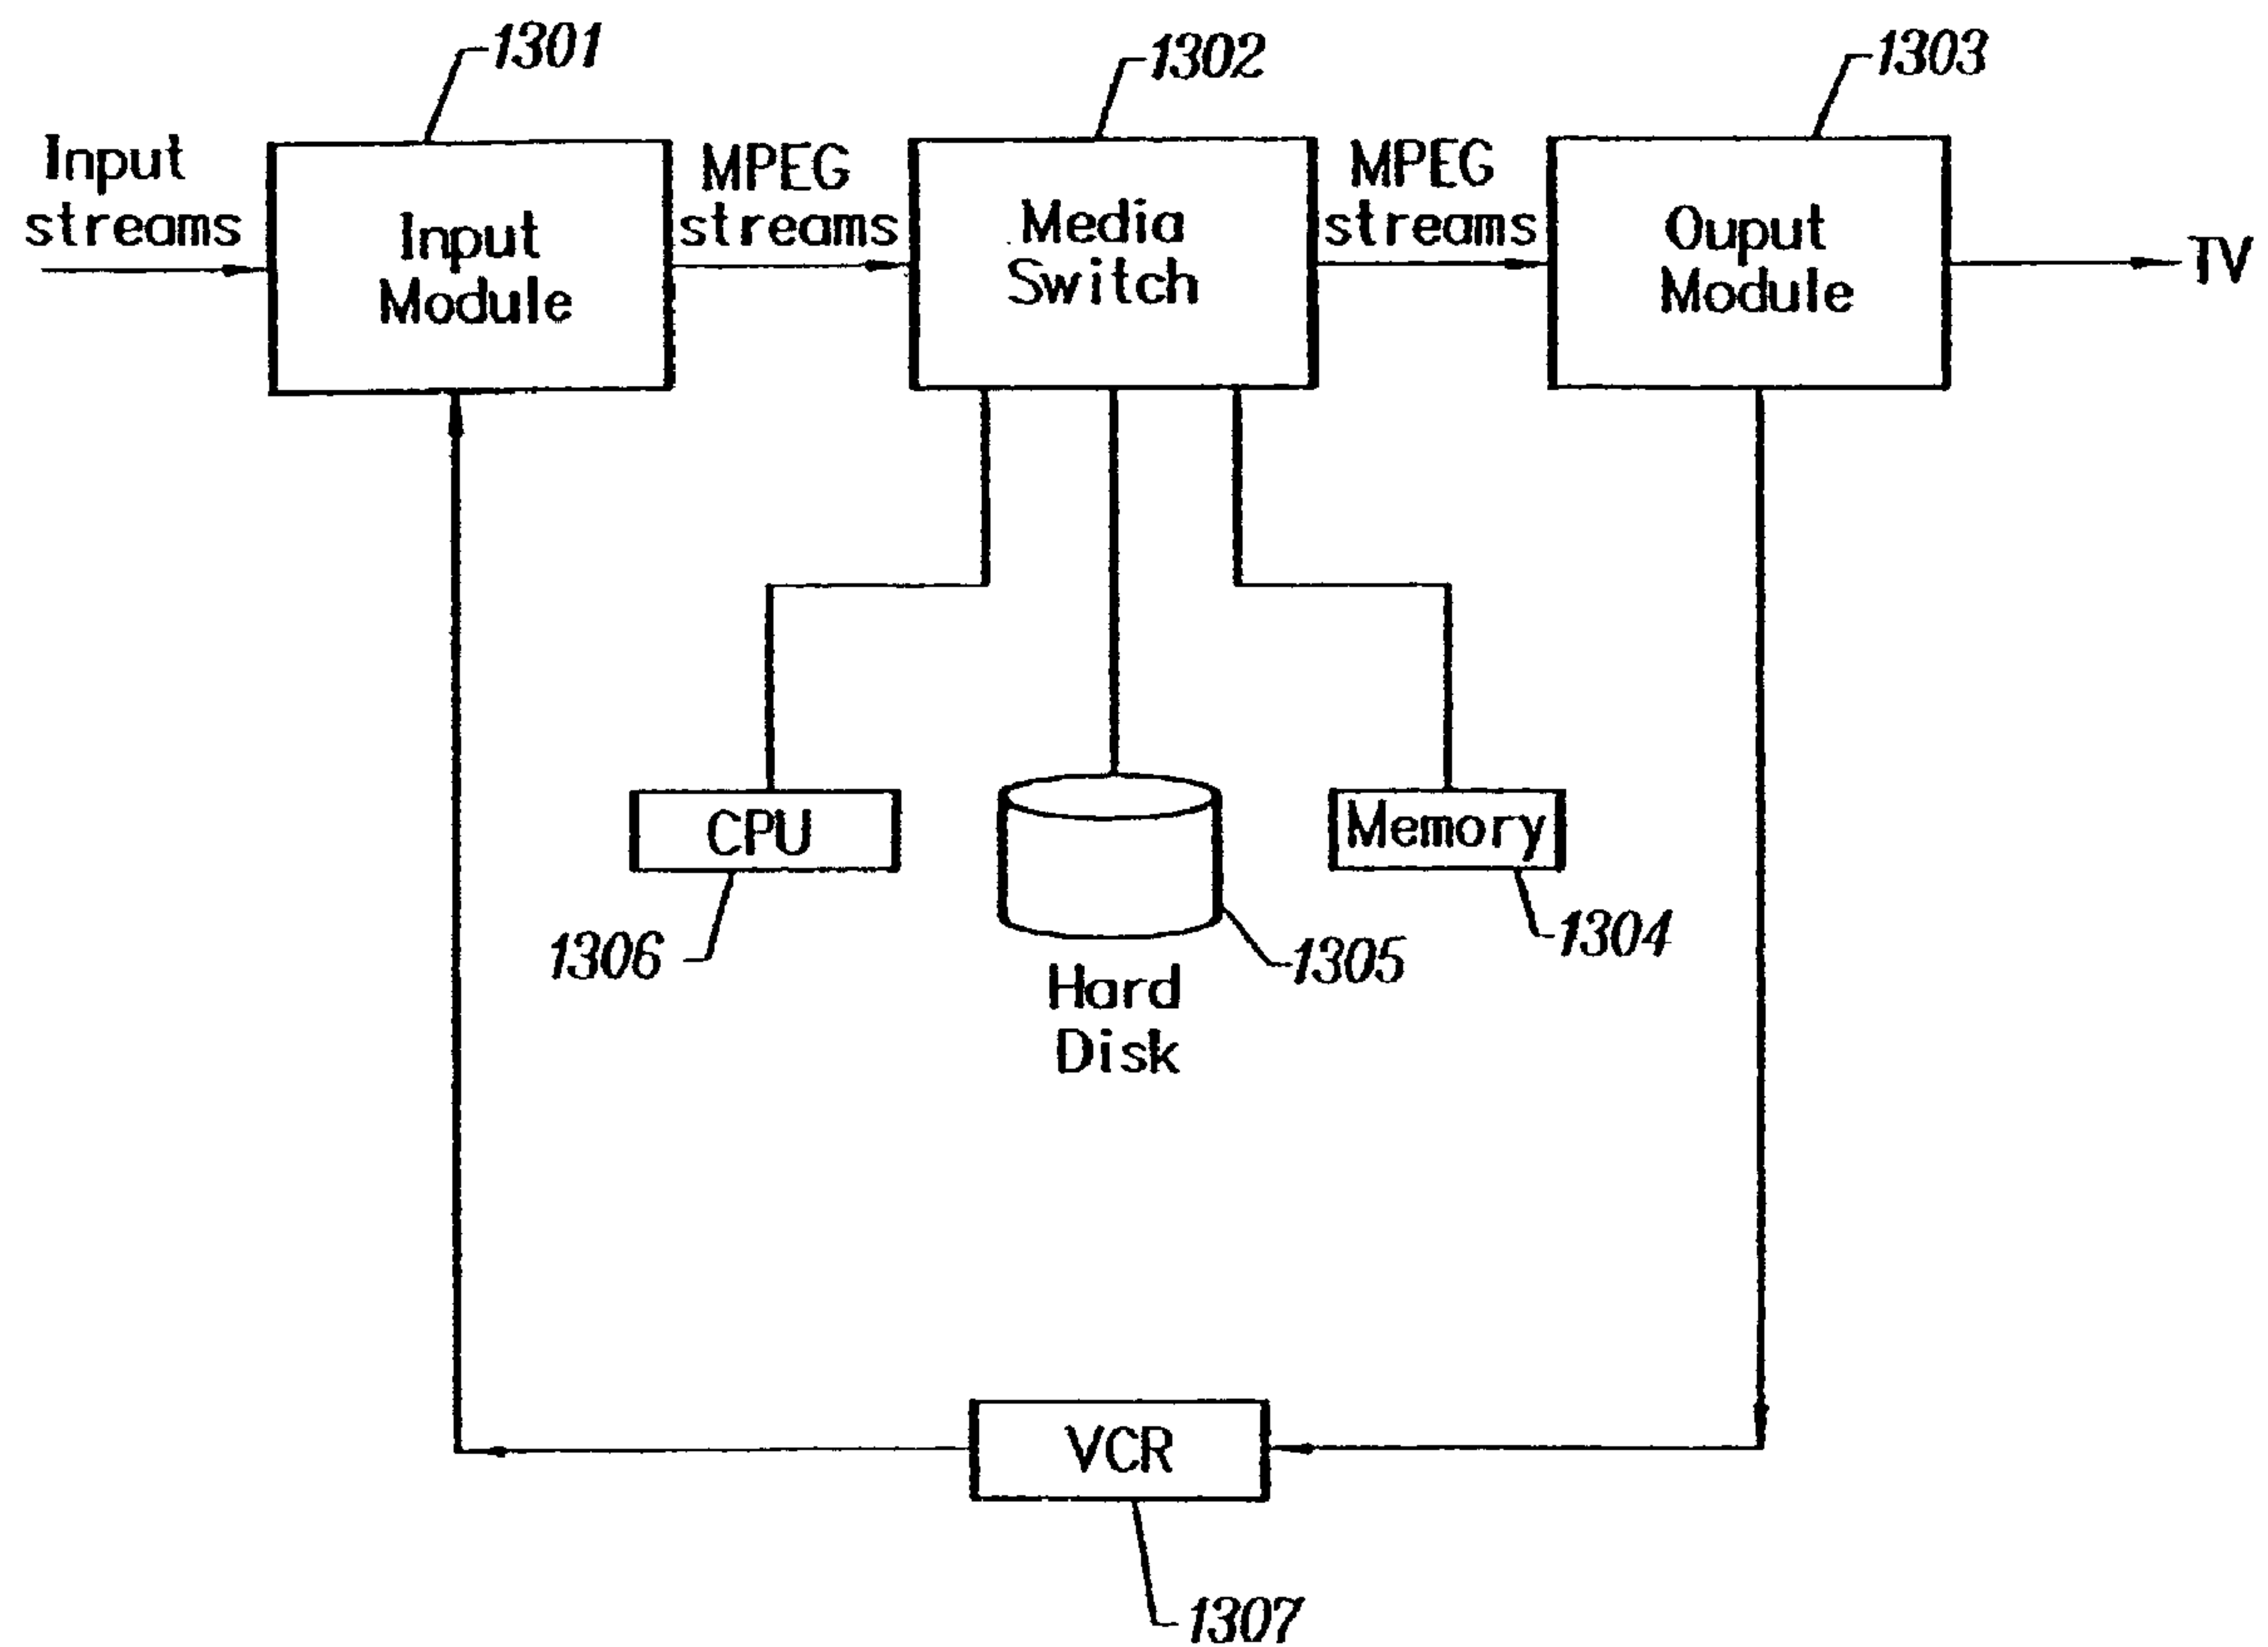 1301
1302
1303
Input
streams
Input
Module
MPEG
streams
Media
Switch
MPEG
streams
Ouput
Module
TV
CPU
Memory
1306
Hard
Disk
1305
1304
VCR
1307